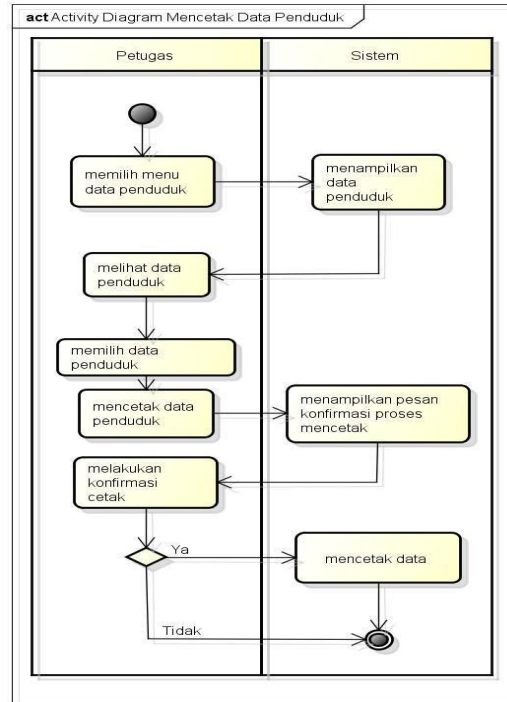 act Activity Diagram Mencetak Data Penduduk
Petugas
Sistem
memilih menu
data penduduk
menampilkan
data
penduduk
melihat data
penduduk
memilih data
penduduk
mencetak data
penduduk
menampilkan pesan
konfirmasi proses
mencetak
melakukan
konfirmasi
cetak
Ya
mencetak data
Tidak